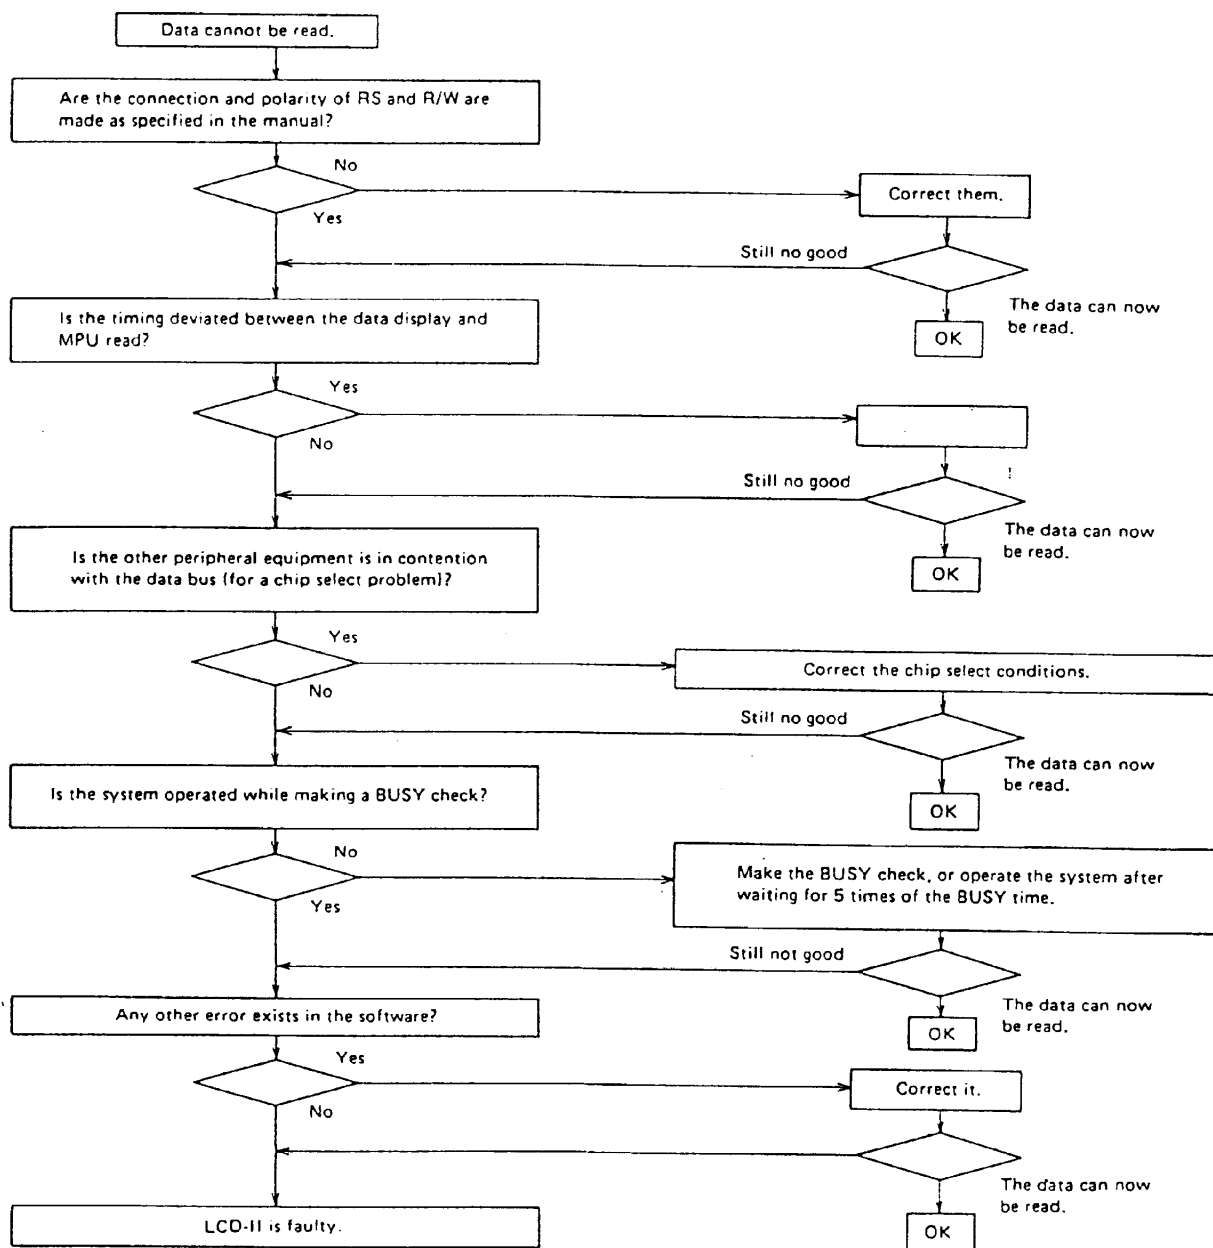 Data cannot be read.
Are the connection and polarity of RS and R/W are
made as specified in the manual?
No
Yes
Correct them.
Still no good
The data can now
be read.
OK
Is the timing deviated between the data display and
MPU read?
Yes
No
Still no good
The data can now
be read.
OK
Is the other peripheral equipment is in contention
with the data bus (for a chip select problem)?
Yes
No
Correct the chip select conditions.
Still no good
The data can now
be read.
OK
Is the system operated while making a BUSY check?
No
Yes
Make the BUSY check, or operate the system after
waiting for 5 times of the BUSY time.
Still not good
The data can now
be read.
OK
Any other error exists in the software?
Yes
No
Correct it.
The data can now
be read.
OK
LCD-II is faulty.